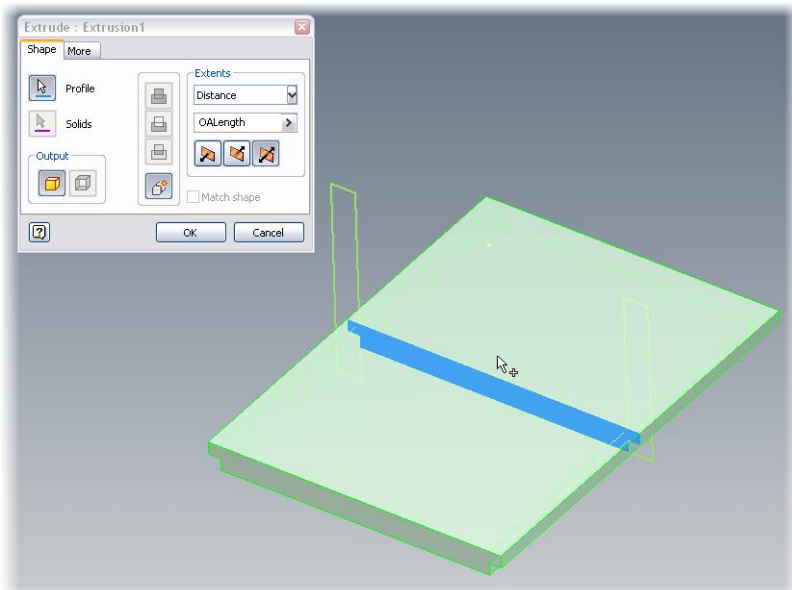 Extrude : Extrusion1
Shape More
Profile
Solids
Output
Extents
Distance
OALength
Match shape
OK Cancel